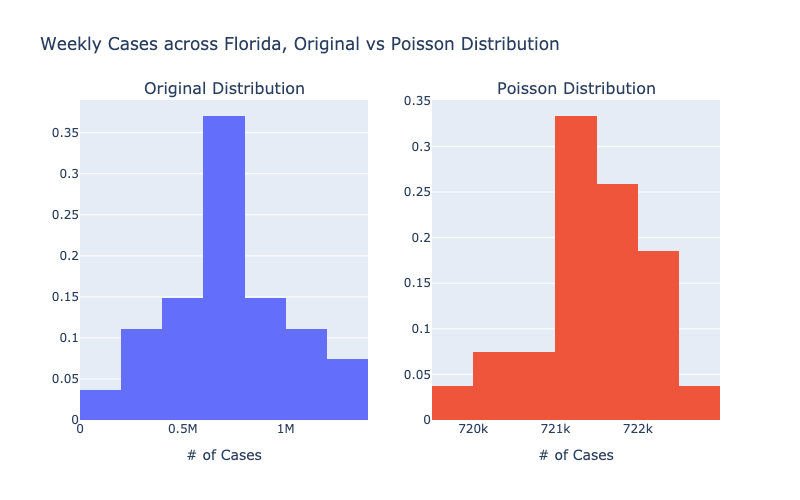 Weekly Cases across Florida, Original vs Poisson Distribution
Original Distribution
0.35
0.3
0.25
0.2
0.15
0.1
0.05
0
0 0.5M 1M
# of Cases
Poisson Distribution
0.35
0.3
0.25
0.2
0.15
0.1
0.05
0
720k 721k 722k
# of Cases